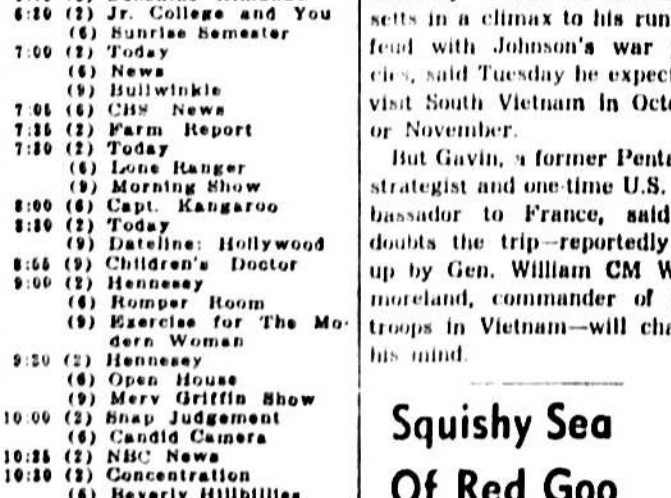 6:20 (2) Jr. College and You
(6) Sunrise Semester
7:00 (2) Today
(6) News
(9) Bullwinkle
7:05 (6) CBS News
7:25 (2) Farm Report
7:30 (2) Today
(6) Lone Ranger
(9) Morning Show
8:00 (6) Capt. Kangaroo
8:30 (2) Today
(9) Dateline: Hollywood
8:55 (9) Children's Doctor
9:00 (2) Hennesey
(6) Romper Room
(9) Exercise for The Mo-
dern Woman
9:30 (2) Hennesey
(6) Open House
(9) Merv Griffin Show
10:00 (2) Snap Judgement
(6) Candid Camera
10:25 (2) NBC News
10:30 (2) Concentration
(6) Beverly Hillbillies
setts in a climax to his run
feud with Johnson's war
cies, said Tuesday he expec
visit South Vietnam in Octo
or November.
But Gavin, a former Penta
strategist and one-time U.S.
bassador to France, said
doubts the trip—reportedly
up by Gen. William CM W
moreland, commander of
troops in Vietnam—will cha
his mind.
Squishy Sea
Of Red Goo